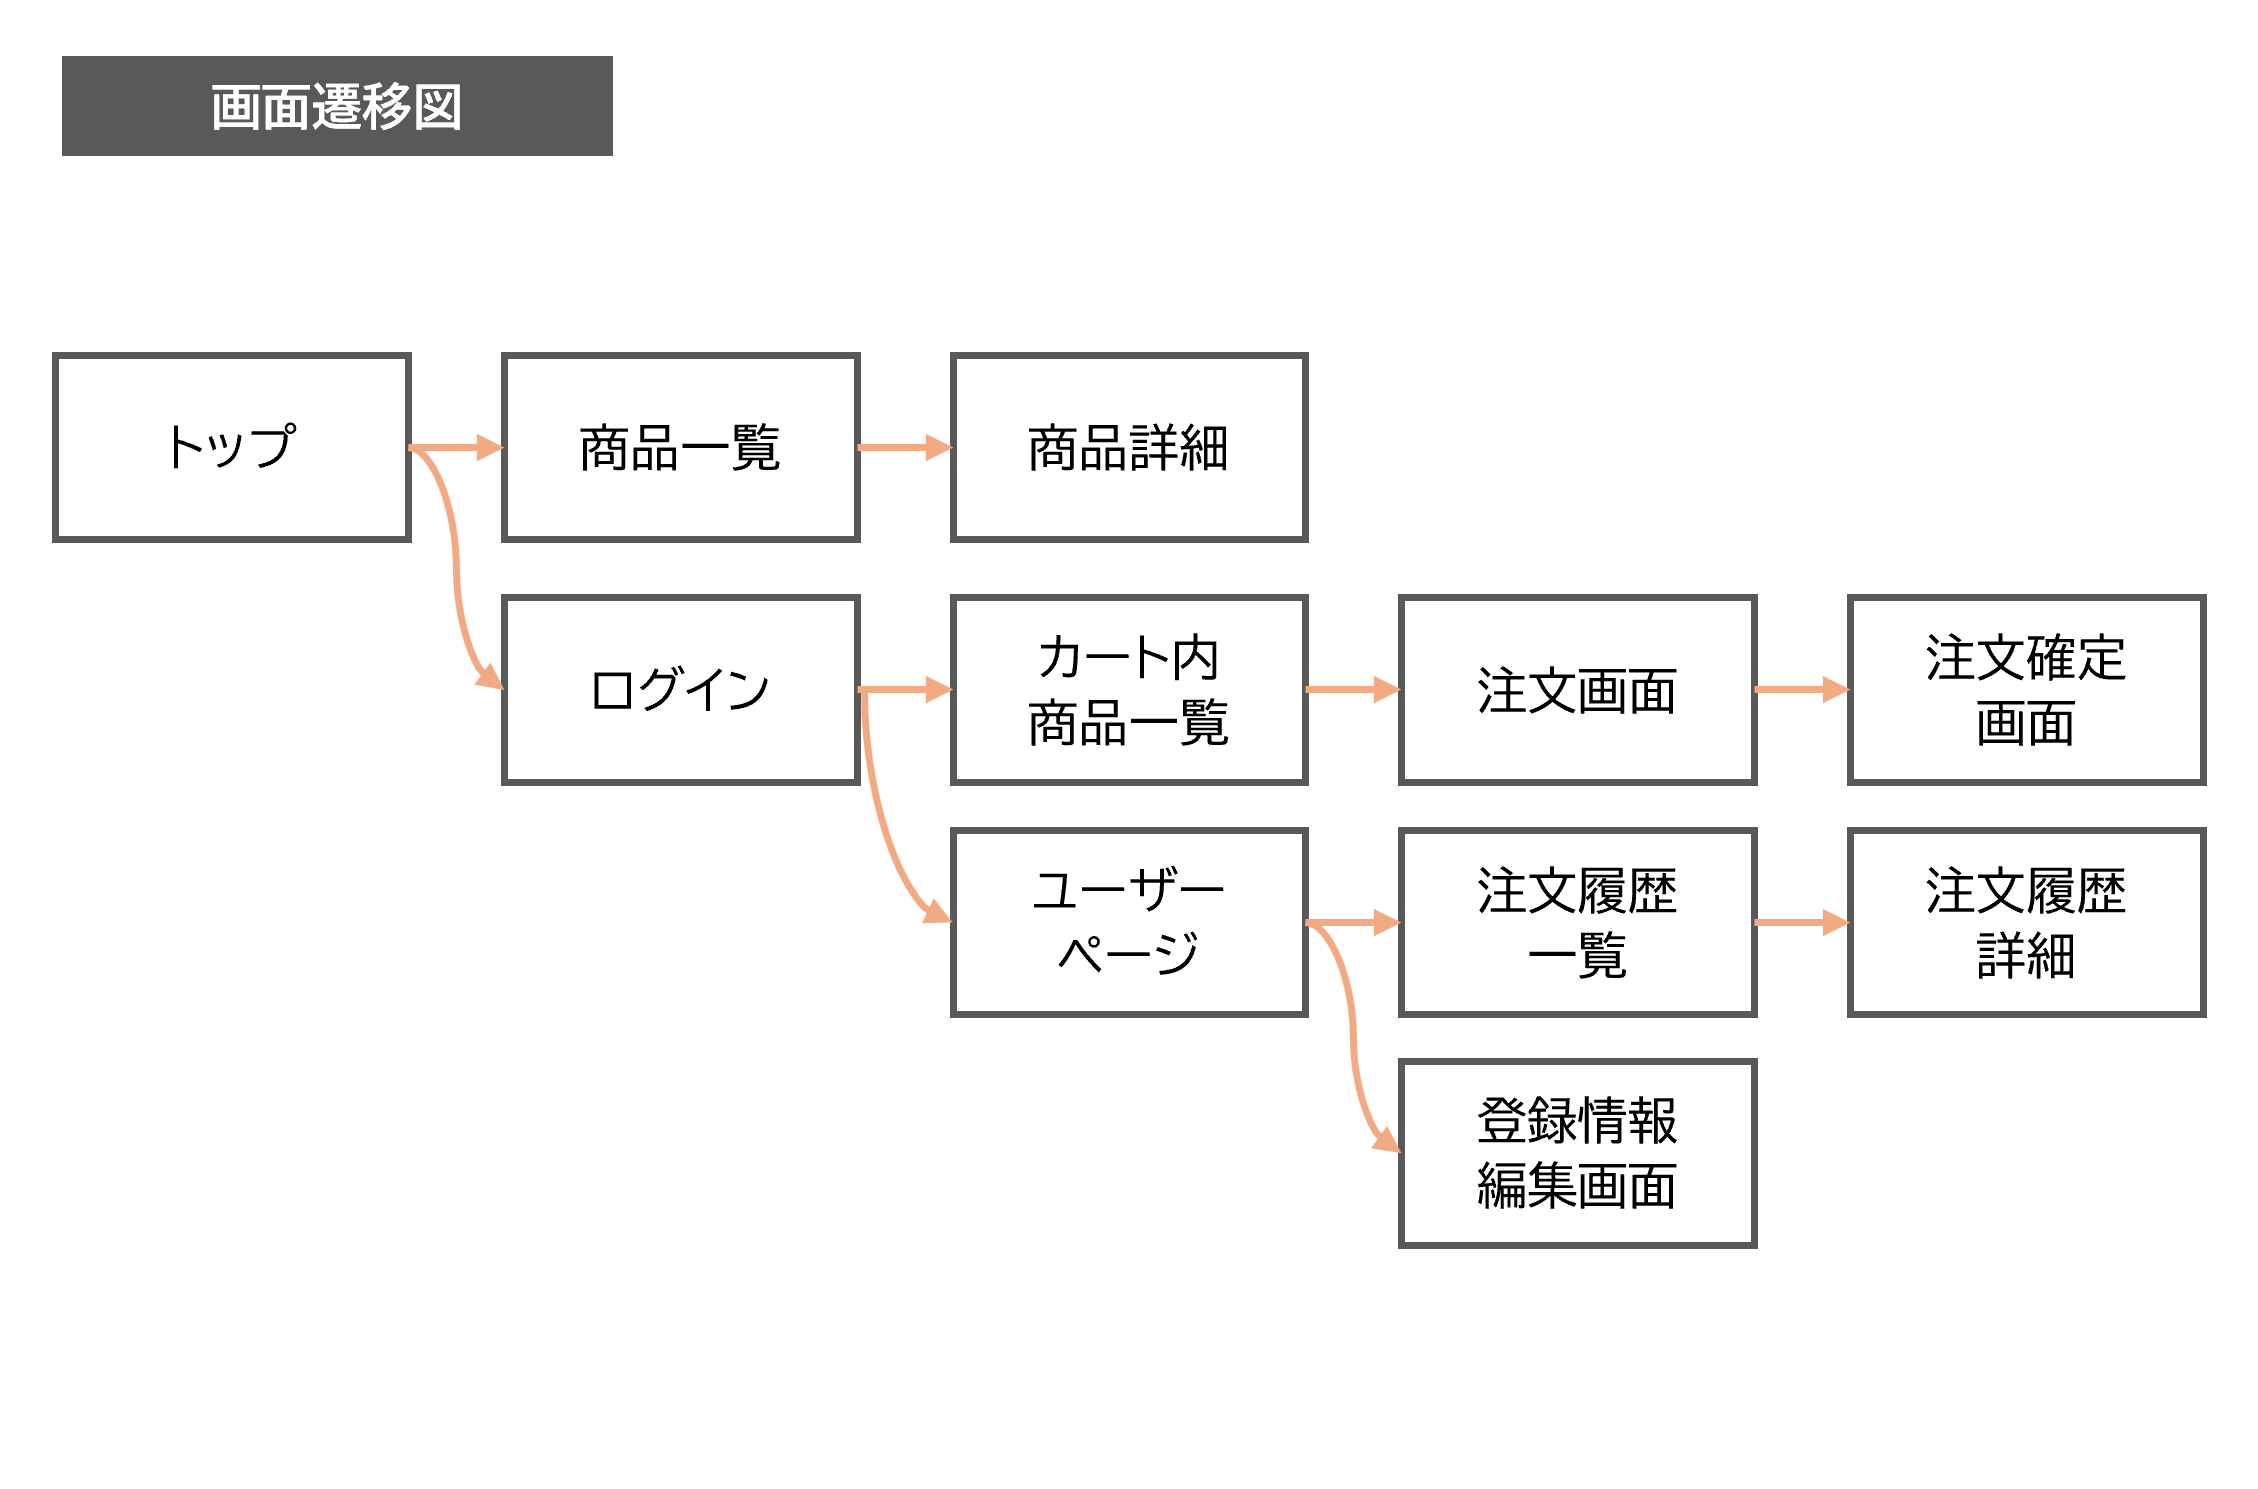 画面遷移図
トップ
商品一覧
商品詳細
ログイン
カート内
商品一覧
注文画面
注文確定
画面
ユーザー
ページ
注文履歴
一覧
注文履歴
詳細
登録情報
編集画面